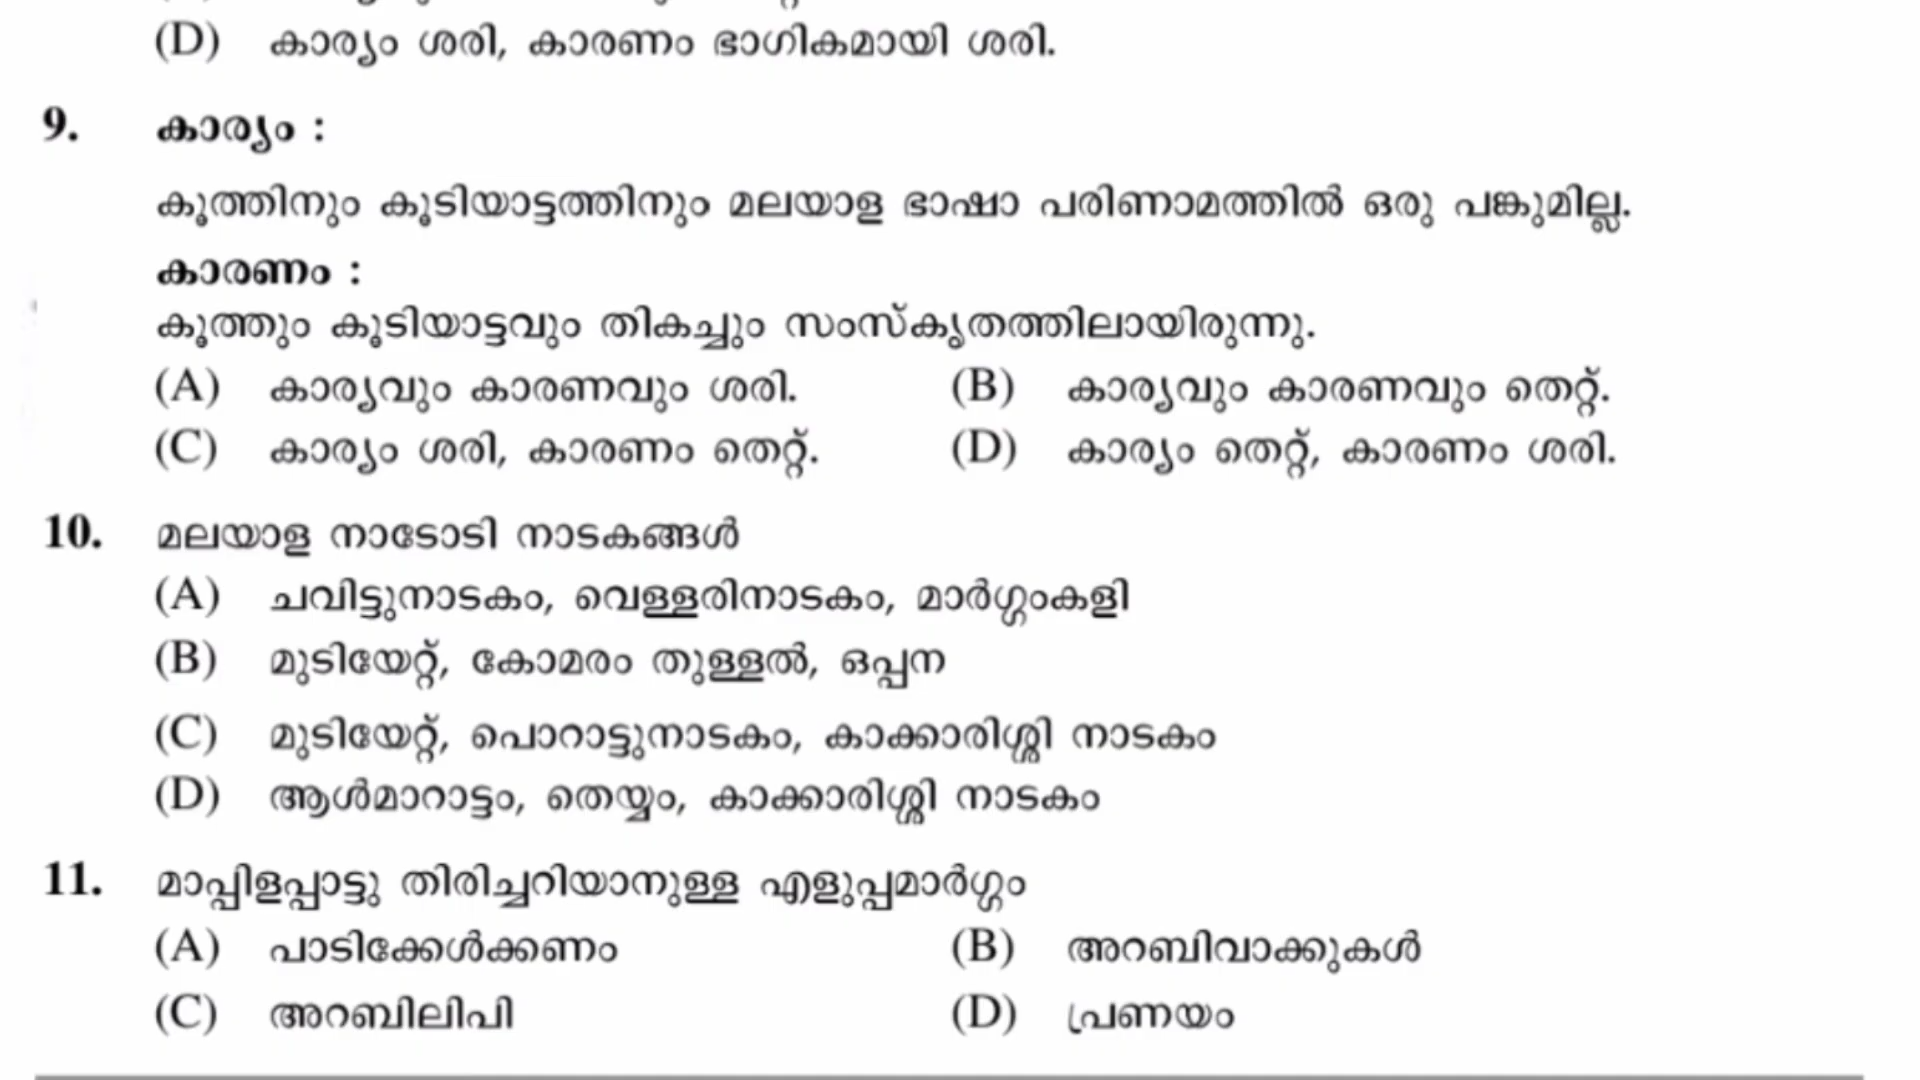 (D) കാര്യം ശരി, കാരണം ഭാഗികമായി ശരി.
9. കാര്യം :
കൂത്തിനും കൂടിയാട്ടത്തിനും മലയാള ഭാഷാ പരിണാമത്തിൽ ഒരു പങ്കുമില്ല.
കാരണം :
കൂത്തും കൂടിയാട്ടവും തികച്ചും സംസ്കൃതത്തിലായിരുന്നു.
(A) കാര്യവും കാരണവും ശരി. (B) കാര്യവും കാരണവും തെറ്റ്.
(C) കാര്യം ശരി, കാരണം തെറ്റ്. (D) കാര്യം തെറ്റ്, കാരണം ശരി.
10. മലയാള നാടോടി നാടകങ്ങൾ
(A) ചവിട്ടുനാടകം, വെള്ളരിനാടകം, മാർഗ്ഗംകളി
(B) മുടിയേറ്റ്, കോമരം തുള്ളൽ, ഒപ്പന
(C) മുടിയേറ്റ്, പൊറാട്ടുനാടകം, കാക്കാരിശ്ശി നാടകം
(D) ആൾമാറാട്ടം, തെയ്യം, കാക്കാരിശ്ശി നാടകം
11. മാപ്പിളപ്പാട്ടു തിരിച്ചറിയാനുള്ള എളുപ്പമാർഗ്ഗം
(A) പാടിക്കേൾക്കണം (B) അറബിവാക്കുകൾ
(C) അറബിലിപി (D) പ്രണയം